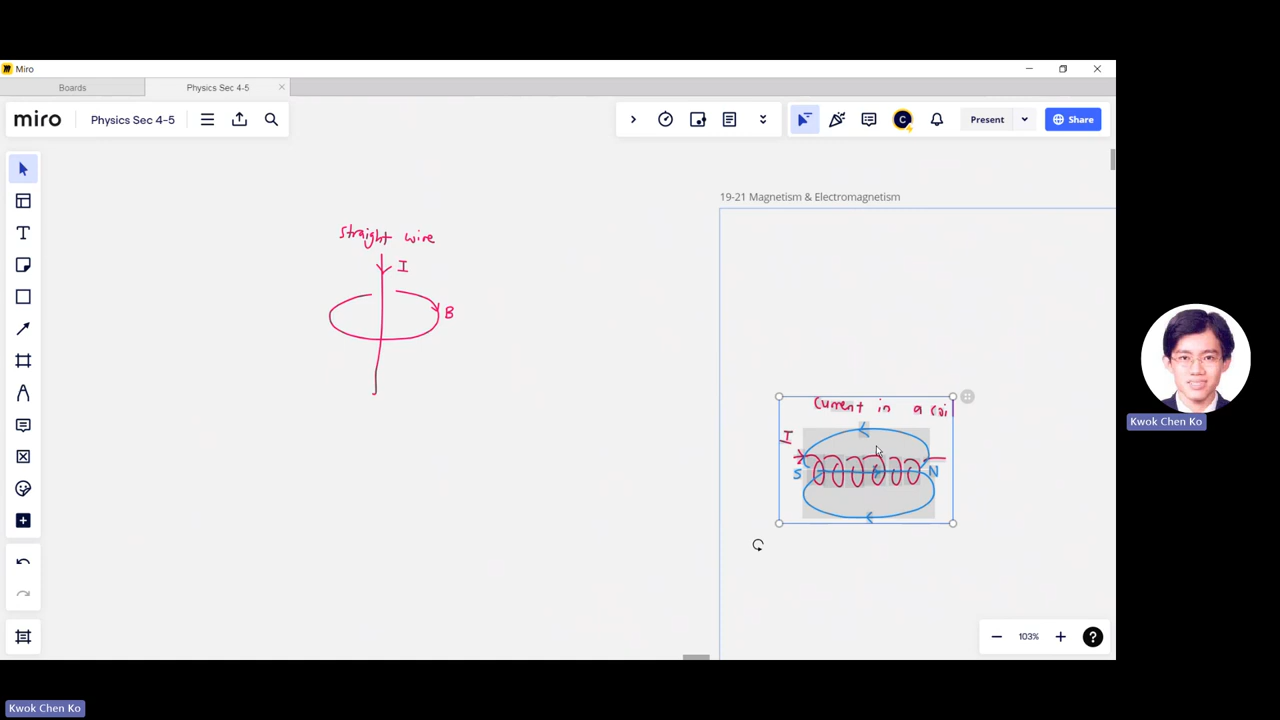 Miro
Boards
Physics Sec 4-5
miro
Physics Sec 4-5
C
Present
Share
19-21 Magnetism & Electromagnetism
straight wire
I
B
Current in a coil
I
S
N
Kwok Chen Ko
103%
?
Kwok Chen Ko